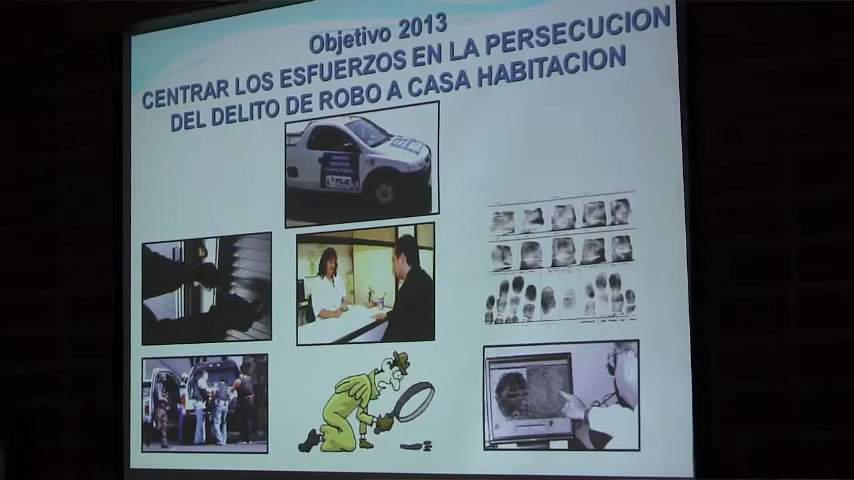 Objetivo 2013
CENTRAR LOS ESFUERZOS EN LA PERSECUCION
DEL DELITO DE ROBO A CASA HABITACION